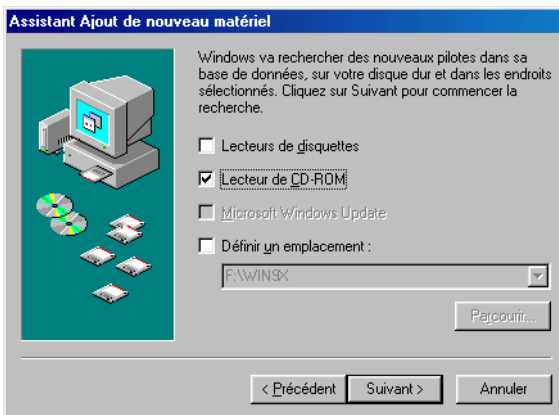 Assistant Ajout de nouveau matériel
Windows va rechercher des nouveaux pilotes dans sa
base de données, sur votre disque dur et dans les endroits
sélectionnés. Cliquez sur Suivant pour commencer la
recherche.
Lecteurs de disquettes
Lecteur de CD-ROM
Microsoft Windows Update
Définir un emplacement :
F:\WIN9X
Parcourir...
< Précédent
Suivant >
Annuler